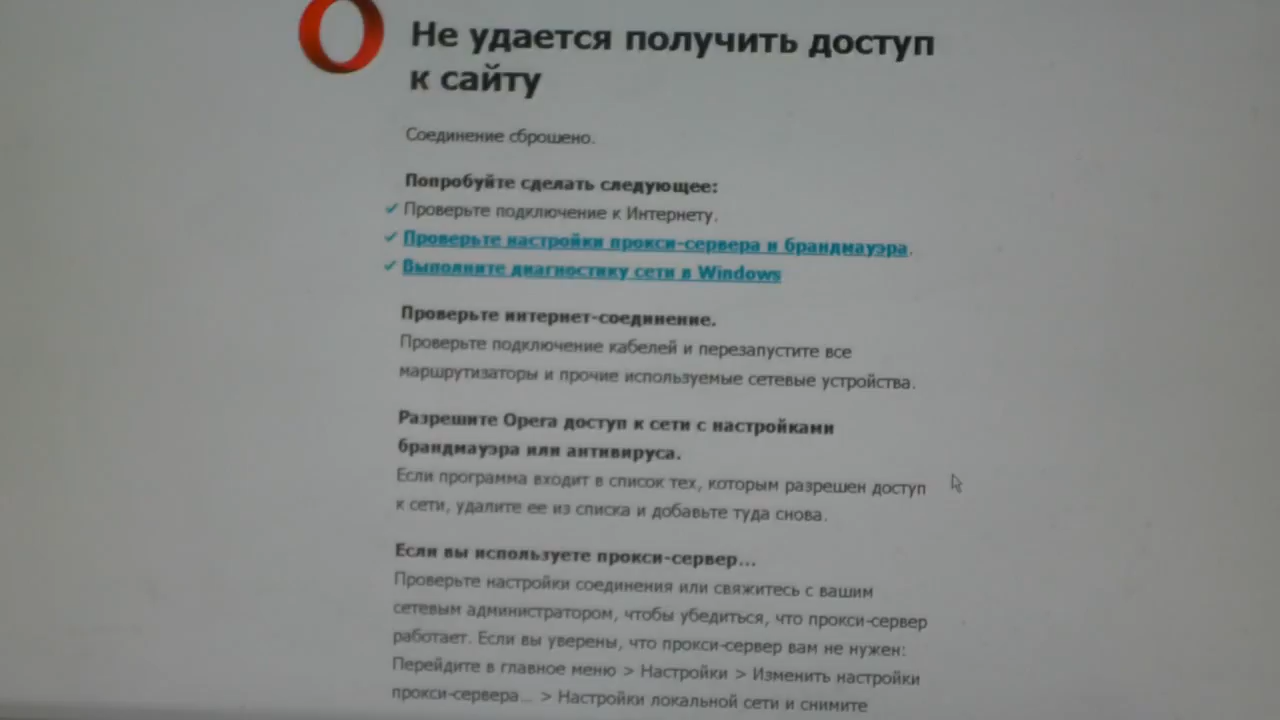 Не удается получить доступ
к сайту
Соединение сброшено.
Попробуйте сделать следующее:
Проверьте подключение к Интернету.
Проверьте настройки прокси-сервера и брандмауэра.
Выполните диагностику сети в Windows
Проверьте интернет-соединение.
Проверьте подключение кабелей и перезапустите все
маршрутизаторы и прочие используемые сетевые устройства.
Разрешите Opera доступ к сети с настройками
брандмауэра или антивируса.
Если программа входит в список тех, которым разрешен доступ
к сети, удалите ее из списка и добавьте туда снова.
Если вы используете прокси-сервер...
Проверьте настройки соединения или свяжитесь с вашим
сетевым администратором, чтобы убедиться, что прокси-сервер
работает. Если вы уверены, что прокси-сервер вам не нужен:
Перейдите в главное меню > Настройки > Изменить настройки
прокси-сервера... > Настройки локальной сети и снимите